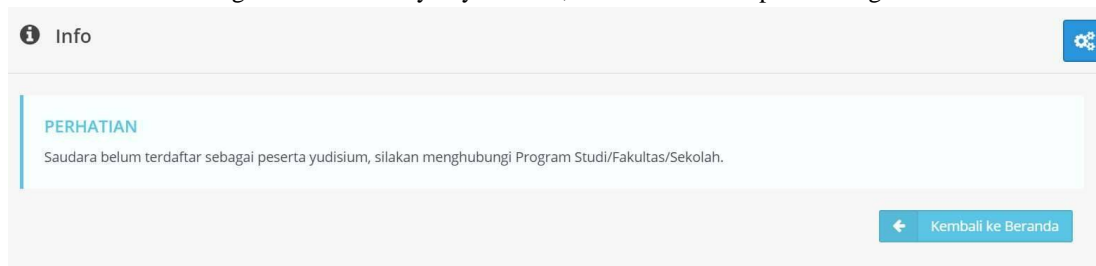 Info
PERHATIAN
Saudara belum terdaftar sebagai peserta yudisium, silakan menghubungi Program Studi/Fakultas/Sekolah.
Kembali ke Beranda